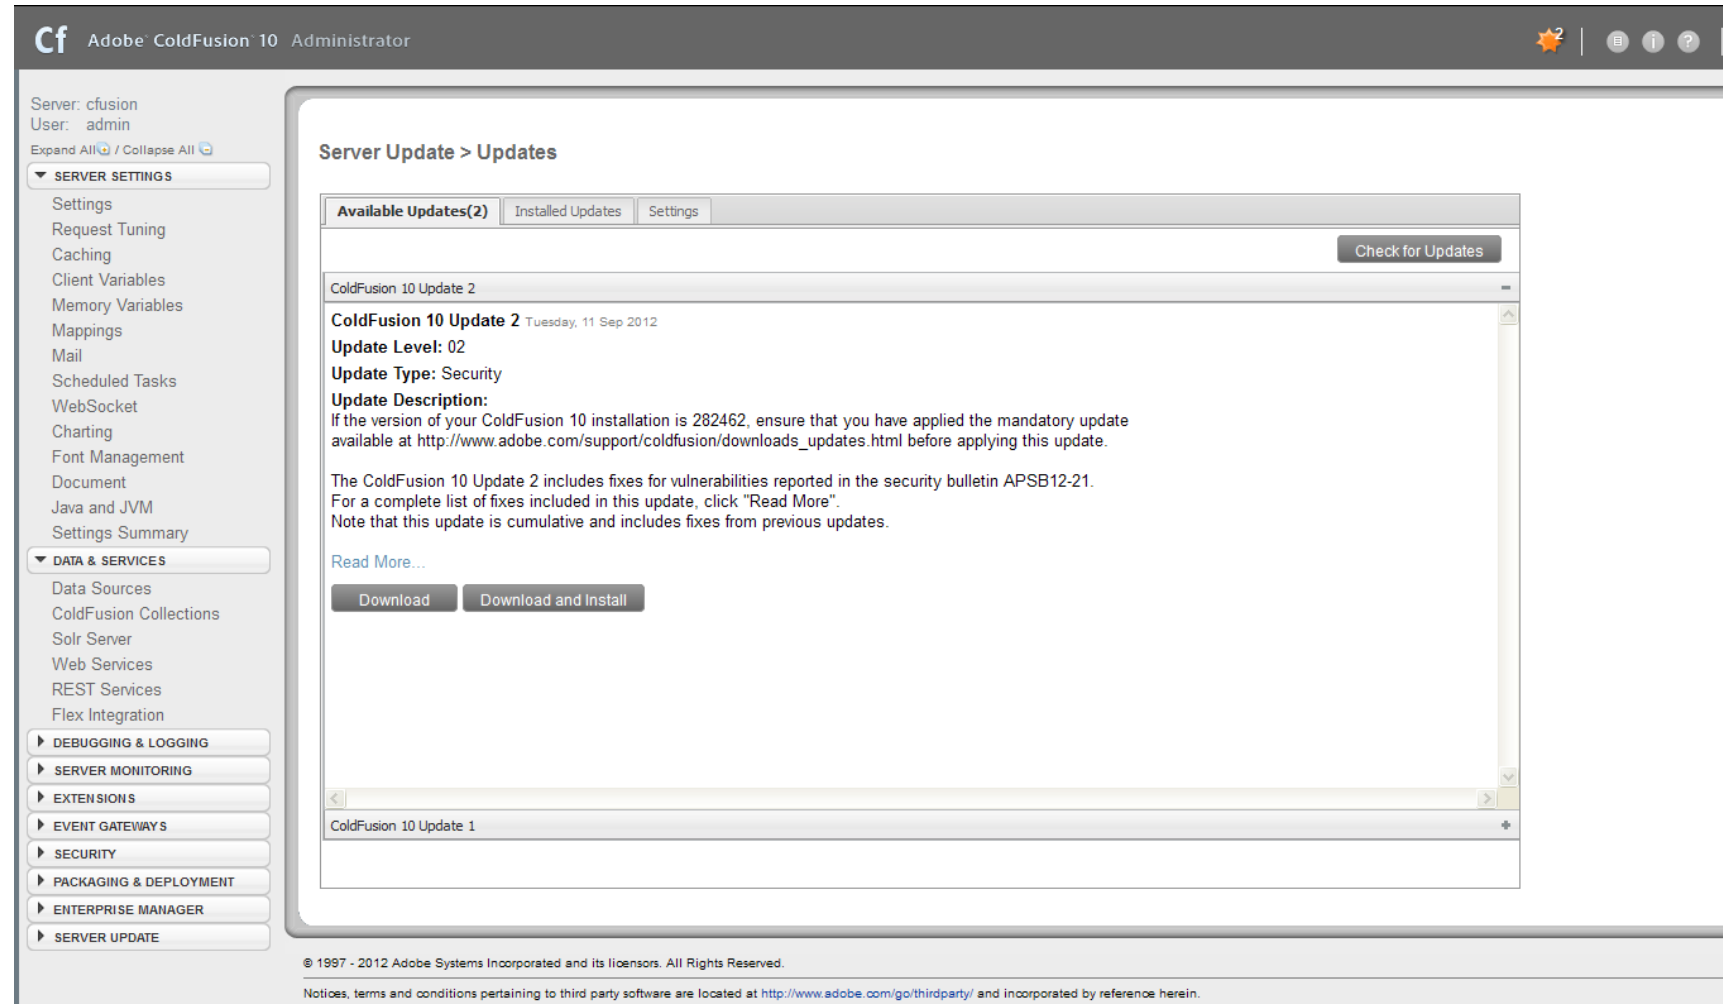 Cf Adobe® ColdFusion® 10 Administrator
2
Server: cfusion
User: admin
Expand All / Collapse All
SERVER SETTINGS
Settings
Request Tuning
Caching
Client Variables
Memory Variables
Mappings
Mail
Scheduled Tasks
WebSocket
Charting
Font Management
Document
Java and JVM
Settings Summary
DATA & SERVICES
Data Sources
ColdFusion Collections
Solr Server
Web Services
REST Services
Flex Integration
DEBUGGING & LOGGING
SERVER MONITORING
EXTENSIONS
EVENT GATEWAYS
SECURITY
PACKAGING & DEPLOYMENT
ENTERPRISE MANAGER
SERVER UPDATE
Server Update > Updates
Available Updates(2) Installed Updates Settings
Check for Updates
ColdFusion 10 Update 2
ColdFusion 10 Update 2 Tuesday, 11 Sep 2012
Update Level: 02
Update Type: Security
Update Description:
If the version of your ColdFusion 10 installation is 282462, ensure that you have applied the mandatory update
available at http://www.adobe.com/support/coldfusion/downloads_updates.html before applying this update.
The ColdFusion 10 Update 2 includes fixes for vulnerabilities reported in the security bulletin APSB12-21.
For a complete list of fixes included in this update, click "Read More".
Note that this update is cumulative and includes fixes from previous updates.
Read More...
Download Download and Install
ColdFusion 10 Update 1
© 1997 - 2012 Adobe Systems Incorporated and its licensors. All Rights Reserved.
Notices, terms and conditions pertaining to third party software are located at http://www.adobe.com/go/thirdparty/ and incorporated by reference herein.